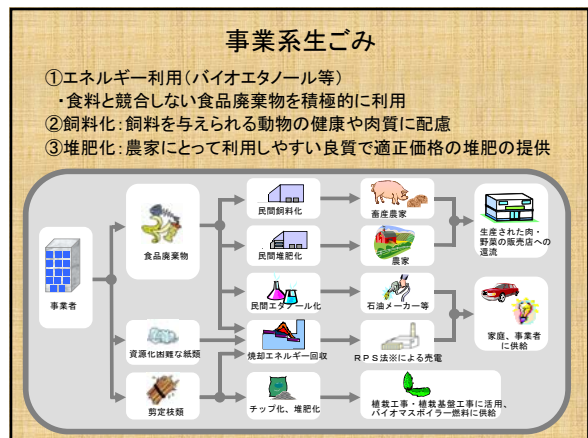 事業系生ごみ
①エネルギー利用(バイオエタノール等)
・食料と競合しない食品廃棄物を積極的に利用
②飼料化:飼料を与えられる動物の健康や肉質に配慮
③堆肥化:農家にとって利用しやすい良質で適正価格の堆肥の提供
事業者
食品廃棄物
資源化困難な紙類
剪定枝類
民間飼料化
民間堆肥化
民間エタノール化
焼却エネルギー回収
チップ化、堆肥化
畜産農家
農家
石油メーカー等
RPS法※による売電
植栽工事・植栽基盤工事に活用、
バイオマスボイラー燃料に供給
生産された肉・
野菜の販売店への
還流
家庭、事業者
に供給